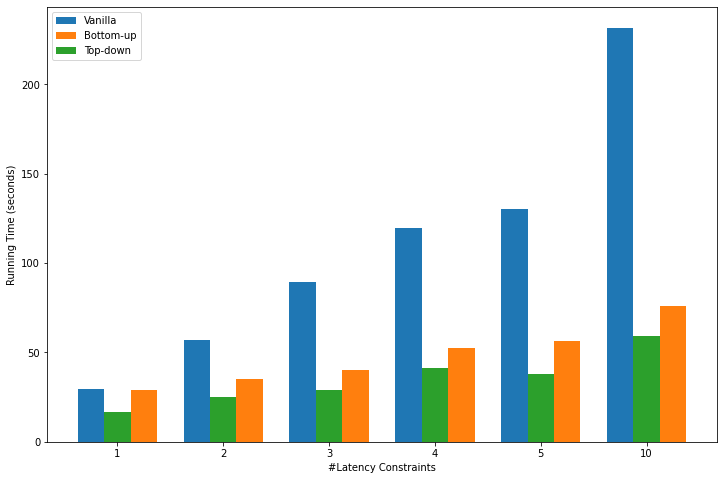 Vanilla
Bottom-up
Top-down
200
150
100
50
0
Running Time (seconds)
1 2 3 4 5 10
#Latency Constraints